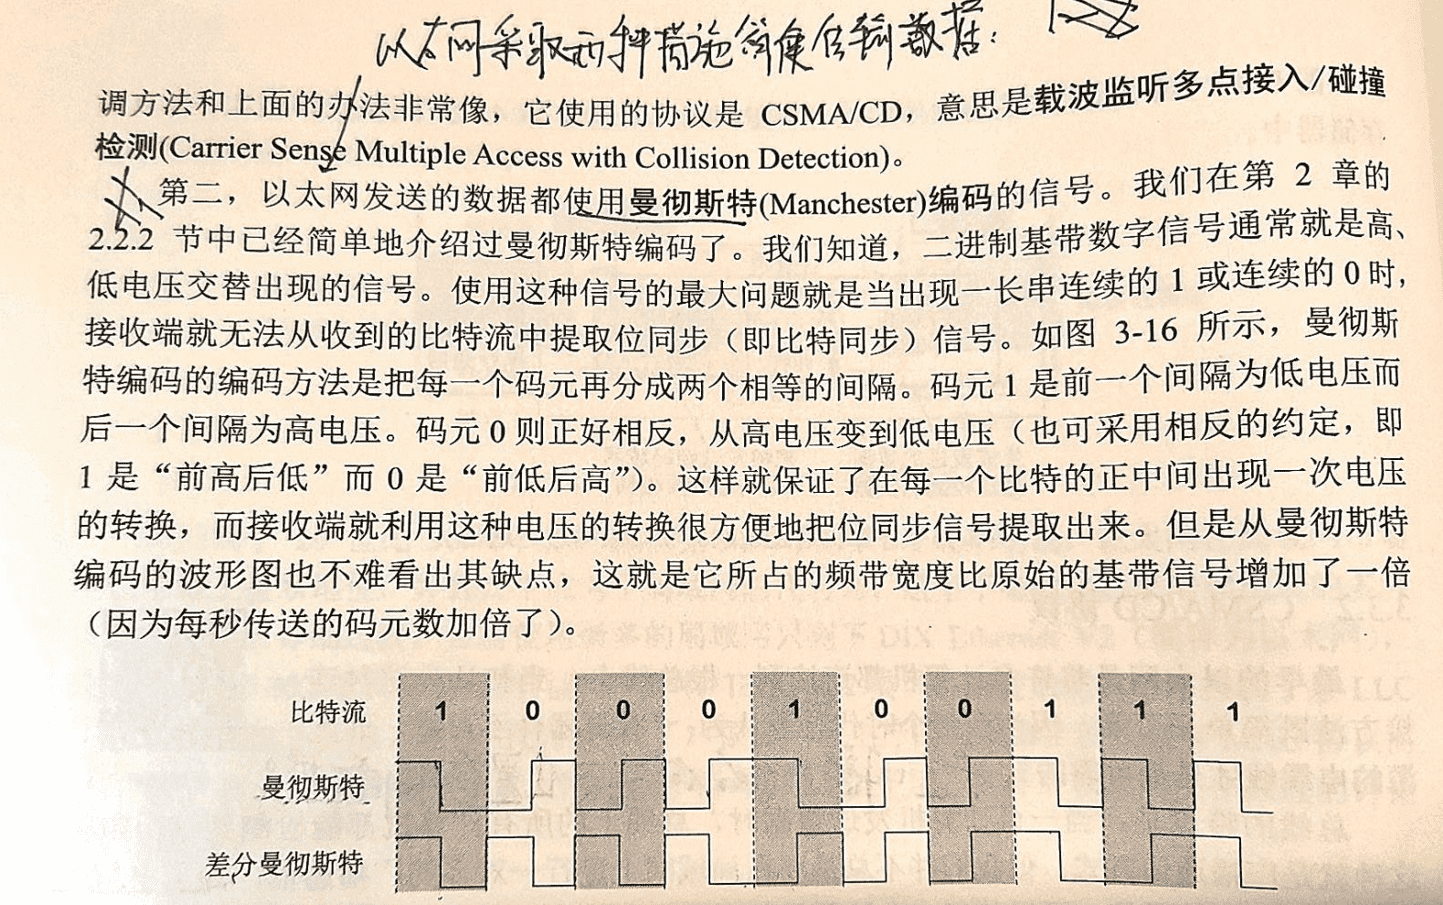 以太网采取两种措施简便传输数据：
调方法和上面的办法非常像，它使用的协议是 CSMA/CD，意思是载波监听多点接入/碰撞
检测(Carrier Sense Multiple Access with Collision Detection)。
第二，以太网发送的数据都使用曼彻斯特(Manchester)编码的信号。我们在第 2 章的
2.2.2 节中已经简单地介绍过曼彻斯特编码了。我们知道，二进制基带数字信号通常就是高、
低电压交替出现的信号。使用这种信号的最大问题就是当出现一长串连续的 1 或连续的 0 时，
接收端就无法从收到的比特流中提取位同步（即比特同步）信号。如图 3-16 所示，曼彻斯
特编码的编码方法是把每一个码元再分成两个相等的间隔。码元 1 是前一个间隔为低电压而
后一个间隔为高电压。码元 0 则正好相反，从高电压变到低电压（也可采用相反的约定，即
1 是“前高后低”而 0 是“前低后高”）。这样就保证了在每一个比特的正中间出现一次电压
的转换，而接收端就利用这种电压的转换很方便地把位同步信号提取出来。但是从曼彻斯特
编码的波形图也不难看出其缺点，这就是它所占的频带宽度比原始的基带信号增加了一倍
（因为每秒传送的码元数加倍了）。
比特流 1 0 0 0 1 0 0 1 1 1
曼彻斯特
差分曼彻斯特